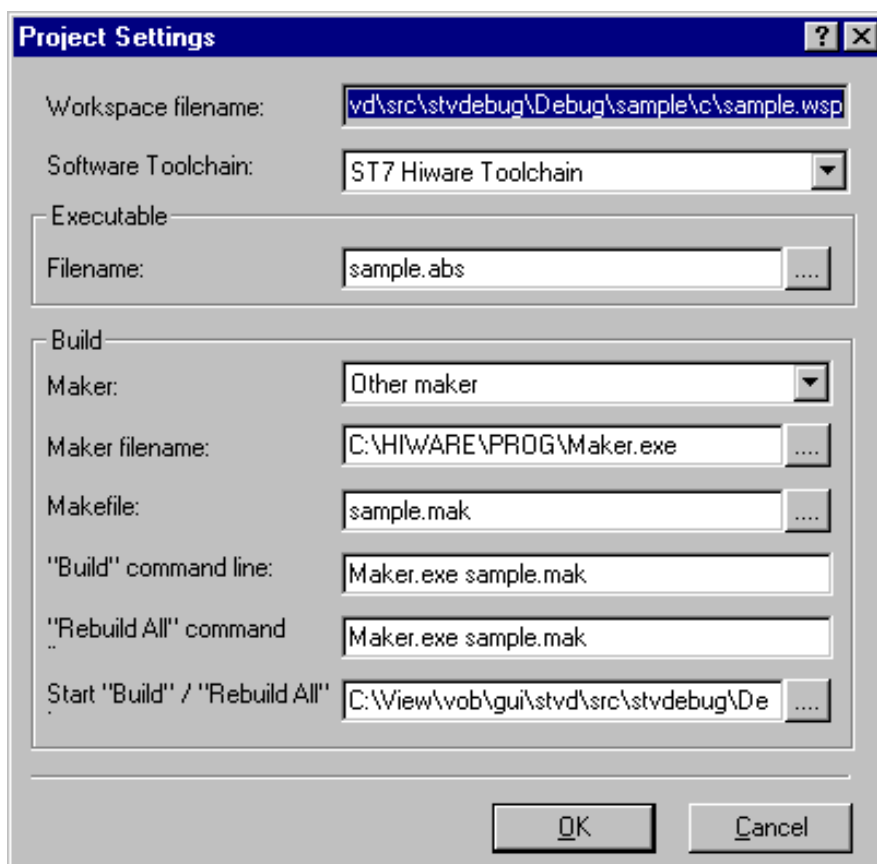 Project Settings
Workspace filename: vd\src\stvdebug\Debug\sample\c\sample.wsp
Software Toolchain: ST7 Hiware Toolchain
Executable
Filename: sample.abs ....
Build
Maker: Other maker
Maker filename: C:\HIWARE\PROG\Maker.exe ....
Makefile: sample.mak ....
"Build" command line: Maker.exe sample.mak
"Rebuild All" command Maker.exe sample.mak
Start "Build" / "Rebuild All" C:\View\vob\gui\stvd\src\stvdebug\De ....
OK Cancel